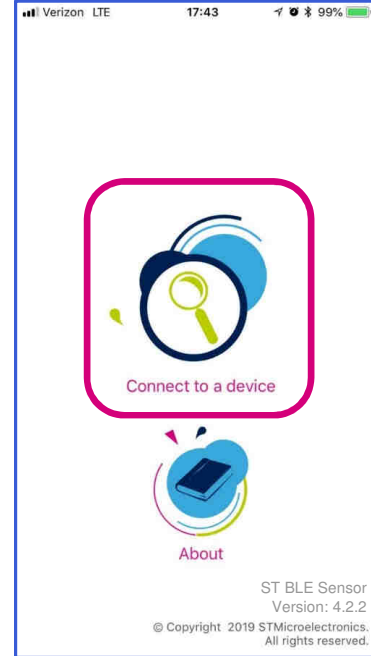 Verizon LTE 17:43 99%
Connect to a device
About
ST BLE Sensor
Version: 4.2.2
© Copyright 2019 STMicroelectronics.
All rights reserved.